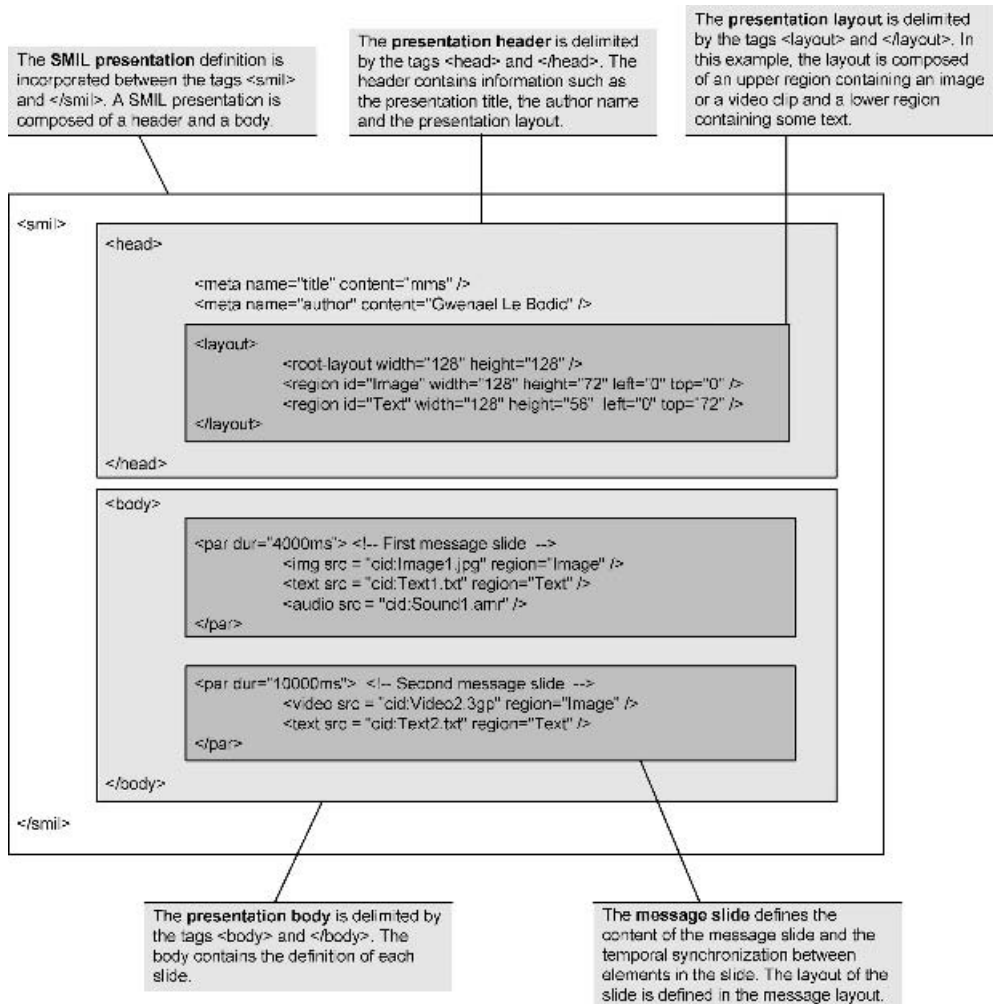 The SMIL presentation definition is
incorporated between the tags <smil>
and </smil>. A SMIL presentation is
composed of a header and a body.
The presentation header is delimited
by the tags <head> and </head>. The
header contains information such as
the presentation title, the author name
and the presentation layout.
The presentation layout is delimited
by the tags <layout> and </layout>. In
this example, the layout is composed
of an upper region containing an image
or a video clip and a lower region
containing some text.
<smil>
<head>
<meta name="title" content="mms" />
<meta name="author" content="Gwenael Le Bodic" />
<layout>
<root-layout width="128" height="128" />
<region id="Image" width="128" height="72" left="0" top="0" />
<region id="Text" width="128" height="56" left="0" top="72" />
</layout>
</head>
<body>
<par dur="4000ms"> <!-- First message slide -->
<img src = "cid:Image1.jpg" region="Image" />
<text src = "cid:Text1.txt" region="Text" />
<audio src = "cid:Sound1.amr" />
</par>
<par dur="10000ms"> <!-- Second message slide -->
<video src = "cid:Video2.3gp" region="Image" />
<text src = "cid:Text2.txt" region="Text" />
</par>
</body>
</smil>
The presentation body is delimited by
the tags <body> and </body>. The
body contains the definition of each
slide.
The message slide defines the
content of the message slide and the
temporal synchronization between
elements in the slide. The layout of the
slide is defined in the message layout.